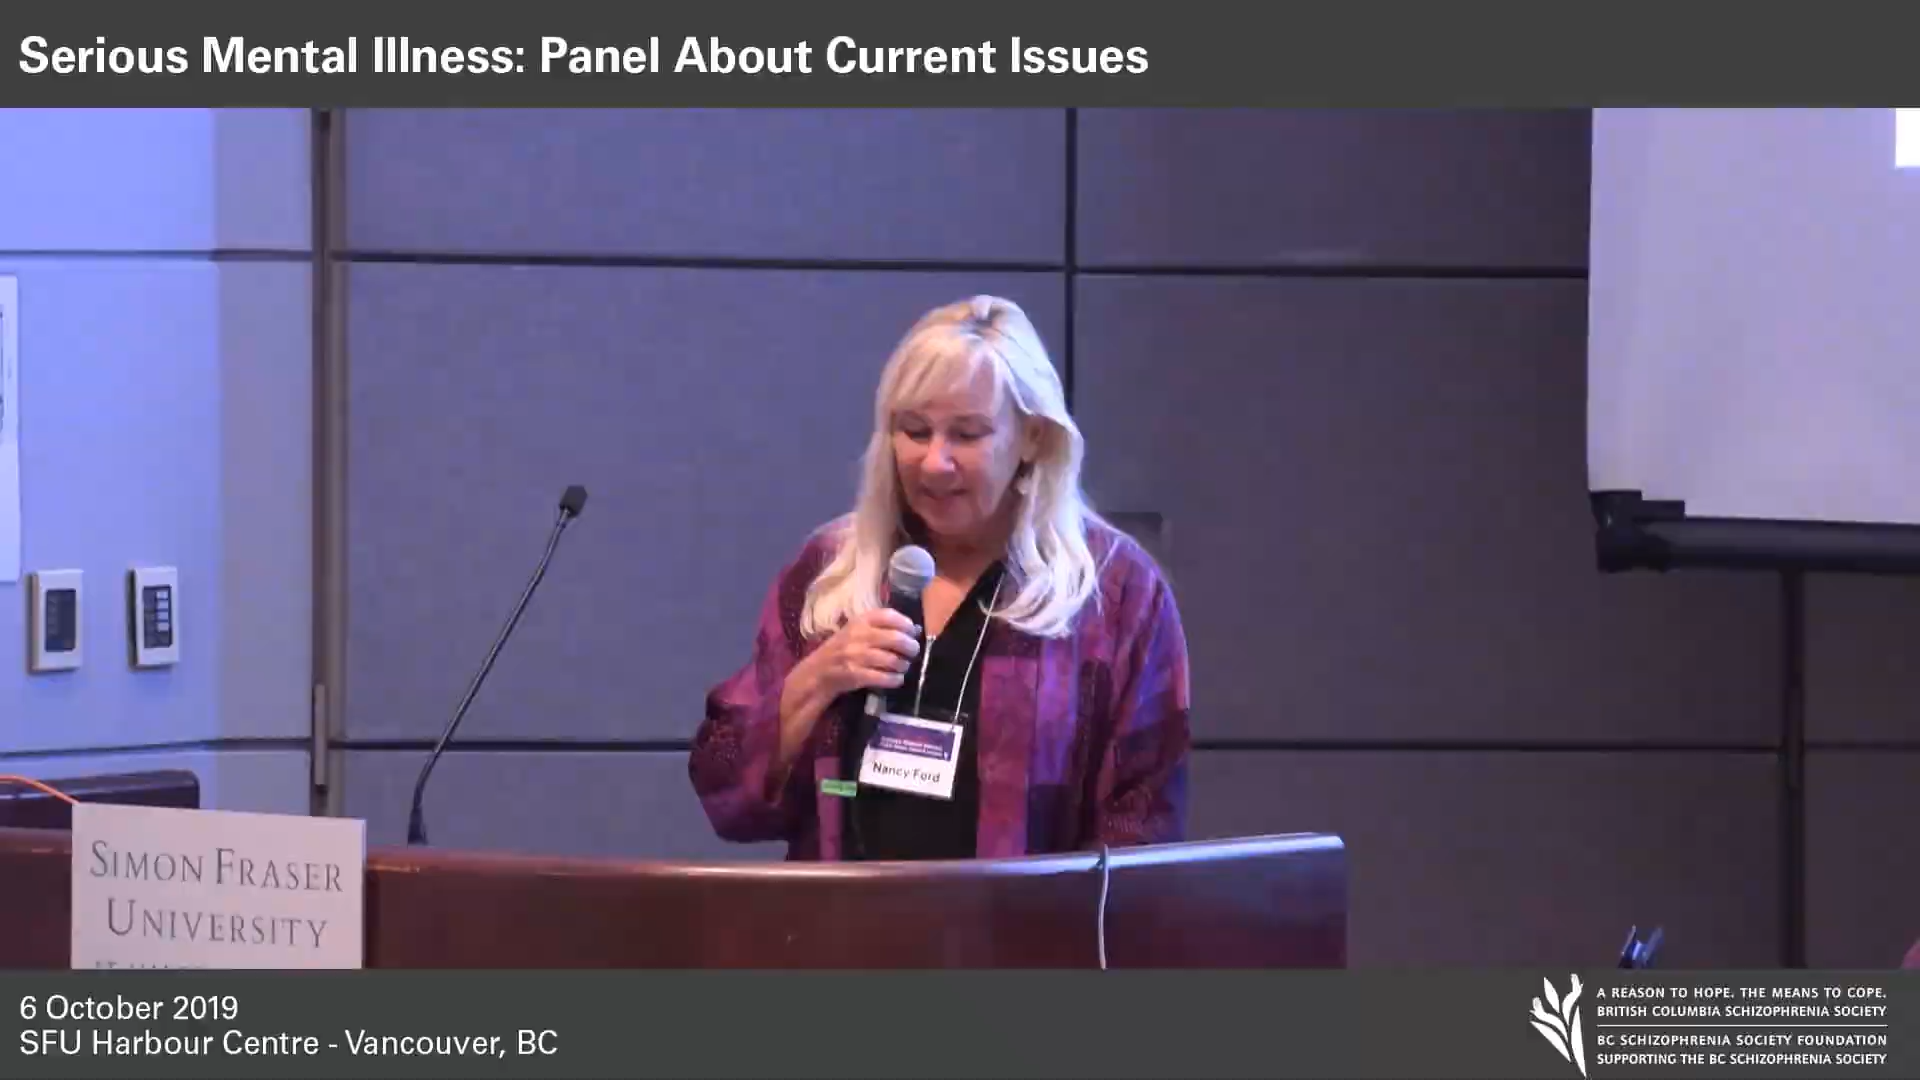 Serious Mental Illness: Panel About Current Issues
Nancy Ford
SIMON FRASER
UNIVERSITY
6 October 2019
SFU Harbour Centre - Vancouver, BC
A REASON TO HOPE. THE MEANS TO COPE.
BRITISH COLUMBIA SCHIZOPHRENIA SOCIETY
BC SCHIZOPHRENIA SOCIETY FOUNDATION
SUPPORTING THE BC SCHIZOPHRENIA SOCIETY